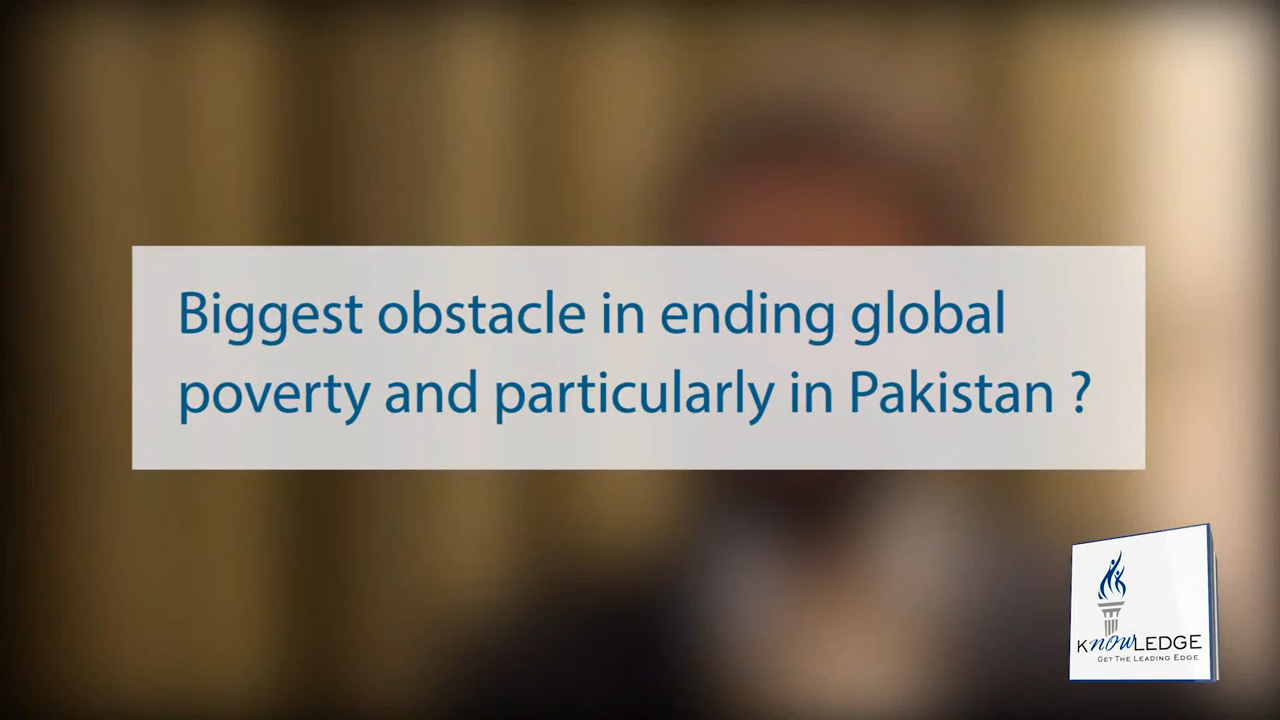 Biggest obstacle in ending global
poverty and particularly in Pakistan ?
KnowLEDGE
GET THE LEADING EDGE